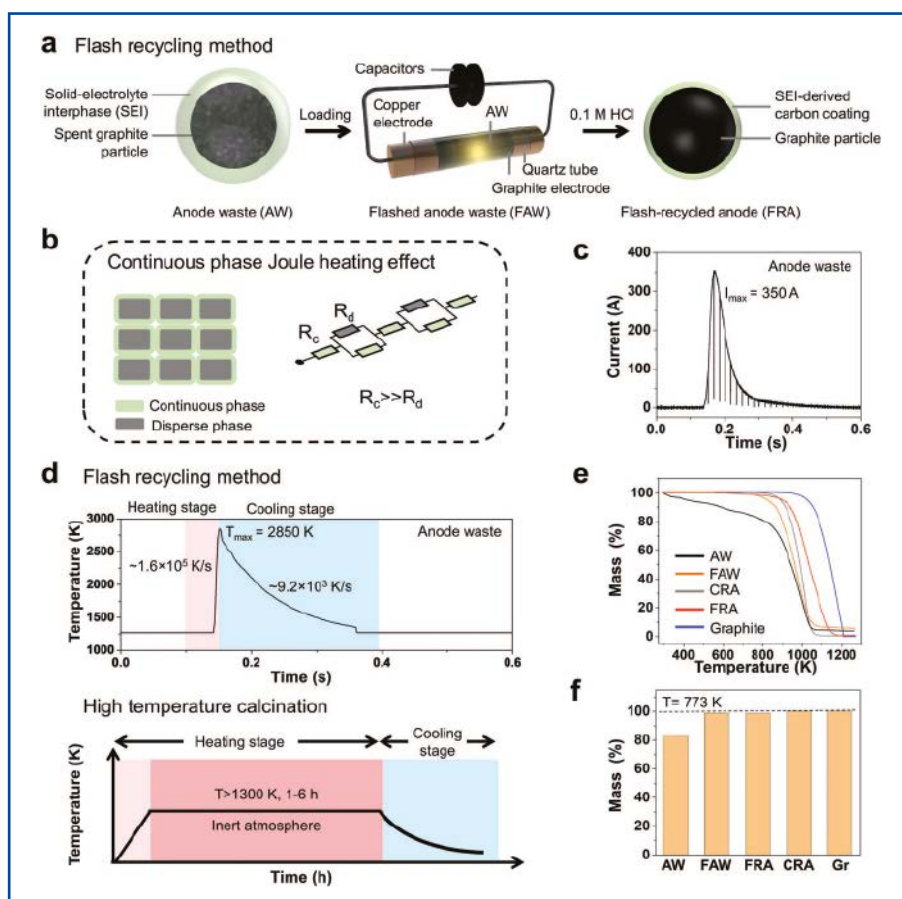 a Flash recycling method
Solid-electrolyte
interphase (SEI)
Spent graphite
particle
Anode waste (AW)
Loading
Capacitors
Copper
electrode
AW
Quartz tube
Graphite electrode
Flashed anode waste (FAW)
0.1 M HCl
SEI-derived
carbon coating
Graphite particle
Flash-recycled anode (FRA)
b
Continuous phase Joule heating effect
Rc
Rd
Rc>>Rd
Continuous phase
Disperse phase
c
Anode waste
Imax = 350 A
Current (A)
400
300
200
100
0
0.0 0.2 0.4 0.6
Time (s)
d Flash recycling method
Heating stage Cooling stage
Anode waste
Tmax = 2850 K
~1.6×10⁵ K/s
~9.2×10³ K/s
Temperature (K)
3000
2500
2000
1500
1000
0.0 0.2 0.4 0.6
Time (s)
High temperature calcination
Heating stage
Cooling
stage
T>1300 K, 1-6 h
Inert atmosphere
Temperature (K)
Time (h)
e
Mass (%)
100
80
60
40
20
0
AW
FAW
CRA
FRA
Graphite
400 600 800 1000 1200
Temperature (K)
f
T= 773 K
Mass (%)
100
80
60
40
20
0
AW FAW FRA CRA Gr